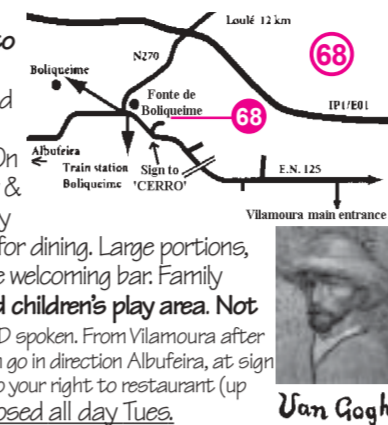 Loulé 12 km
N270
68
Boliqueime
Fonte de
Boliqueime
68
IP1/E01
On
Albufeira
Train station
Boliqueime
Sign to
'CERRO'
E.N. 125
&
Vilamoura main entrance
for dining. Large portions,
welcoming bar. Family
children's play area. Not
spoken. From Vilamoura after
go in direction Albufeira, at sign
your right to restaurant (up
all day Tues.
Van Gogh